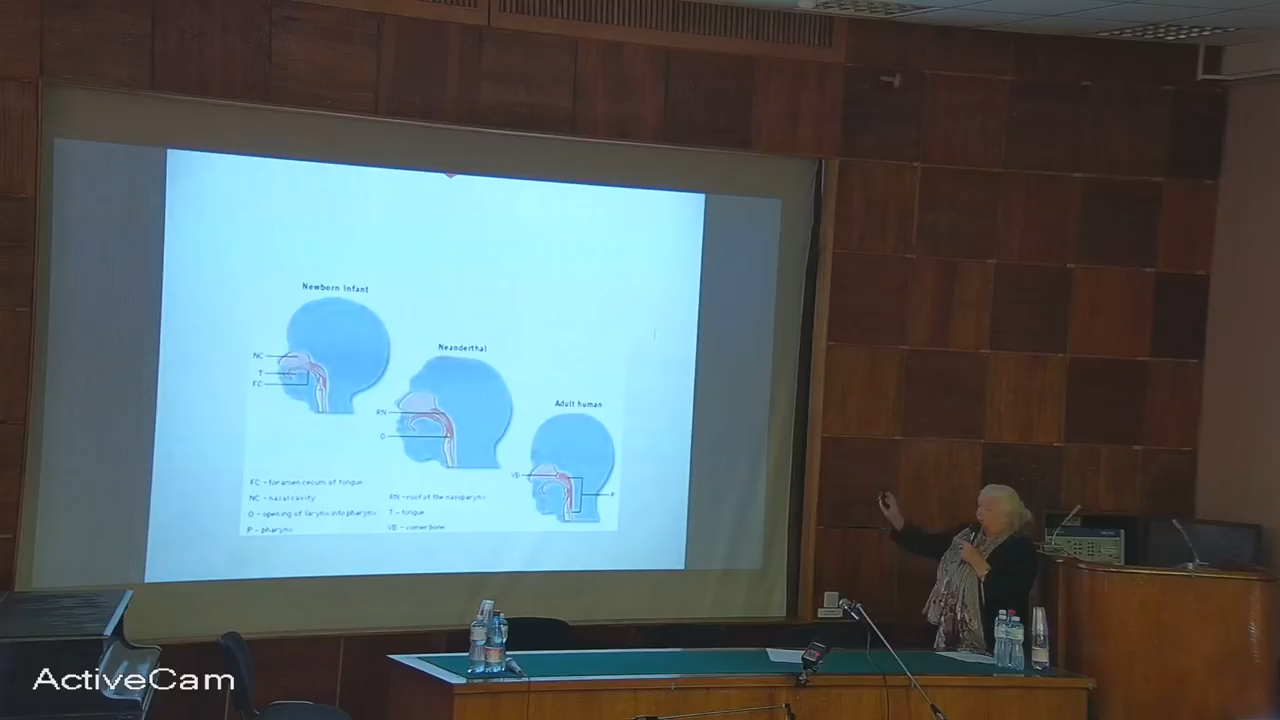 Newborn infant
NC
T
FC
Neanderthal
RN
O
Adult human
VB
P
FC - foramen cecum of tongue
NC - nasal cavity
O - opening of larynx into pharynx
P - pharynx
RN - roof of the nasopharynx
T - tongue
VB - vomer bone
ActiveCam